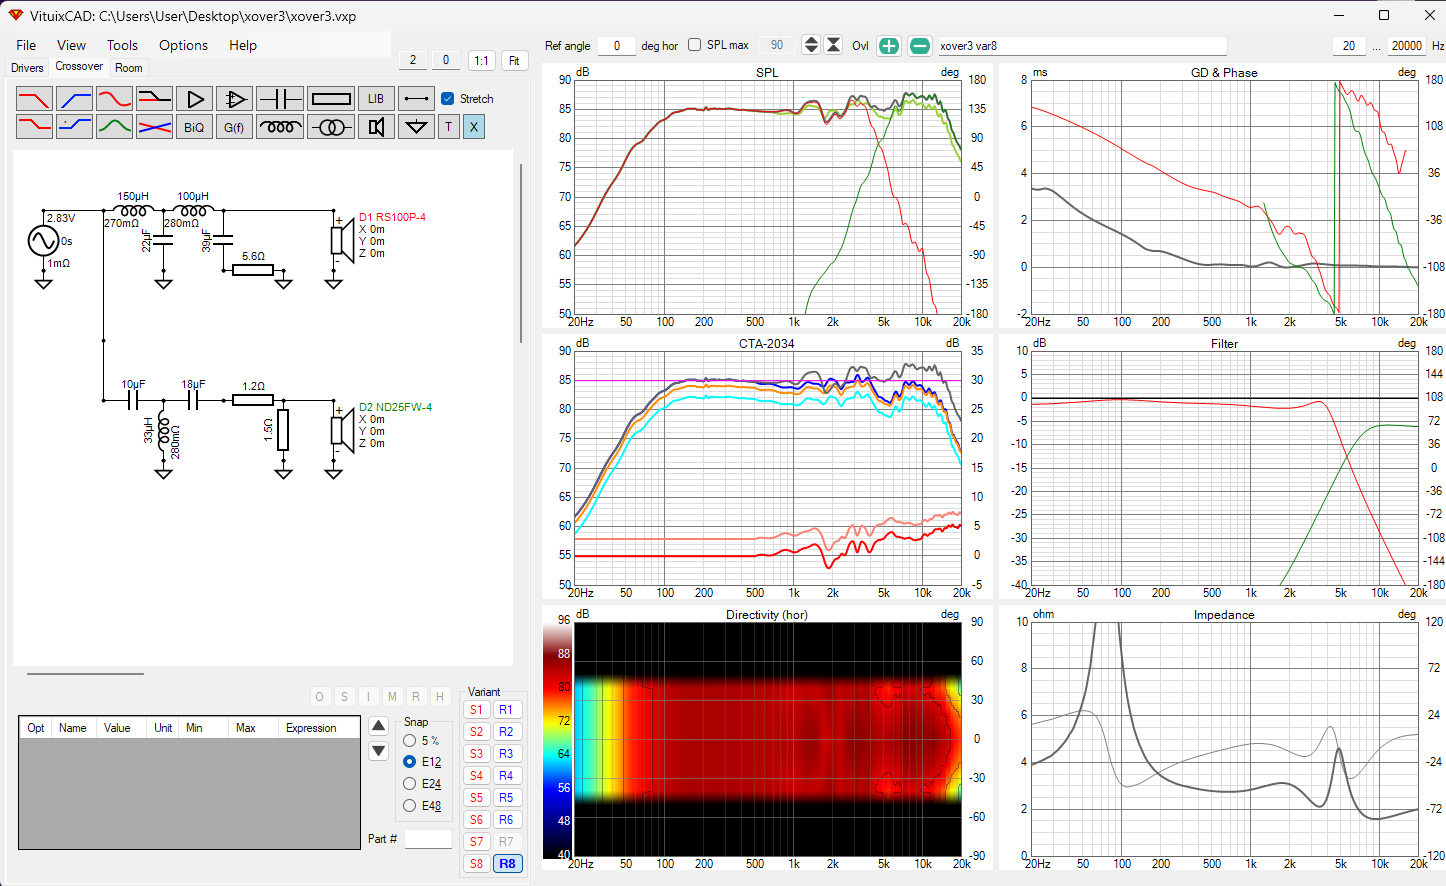 VituixCAD: C:\Users\User\Desktop\xover3\xover3.vxp
File View Tools Options Help
Drivers Crossover Room
2 0 1:1 Fit
LIB Stretch
BiQ G(f) T X
150µH 100µH
2.83V 270mΩ 280mΩ
0s 22µF 39µF
1mΩ 5.6Ω
D1 RS100P-4
X 0m
Y 0m
Z 0m
+
-
10µF 18µF 1.2Ω
33µH 280mΩ 1.5Ω
D2 ND25FW-4
X 0m
Y 0m
Z 0m
+
-
O S I M R H
Opt Name Value Unit Min Max Expression
Snap
5 %
E12
E24
E48
Part #
Variant
S1 R1
S2 R2
S3 R3
S4 R4
S5 R5
S6 R6
S7 R7
S8 R8
Ref angle 0 deg hor SPL max 90 Ovl xover3 var8 20 ... 20000 Hz
dB SPL deg
90 85 80 75 70 65 60 55 50
180 135 90 45 0 -45 -90 -135 -180
20Hz 50 100 200 500 1k 2k 5k 10k 20k
ms GD & Phase deg
8 6 4 2 0 -2
180 108 36 -36 -108 -180
20Hz 50 100 200 500 1k 2k 5k 10k 20k
dB CTA-2034 dB
90 85 80 75 70 65 60 55 50
35 30 25 20 15 10 5 0 -5
20Hz 50 100 200 500 1k 2k 5k 10k 20k
dB Filter deg
10 5 0 -5 -10 -15 -20 -25 -30 -35 -40
180 144 108 72 36 0 -36 -72 -108 -144 -180
20Hz 50 100 200 500 1k 2k 5k 10k 20k
dB Directivity (hor) deg
96 88 80 72 64 56 48 40
90 60 30 0 -30 -60 -90
20Hz 50 100 200 500 1k 2k 5k 10k 20k
ohm Impedance deg
10 8 6 4 2 0
120 72 24 -24 -72 -120
20Hz 50 100 200 500 1k 2k 5k 10k 20k